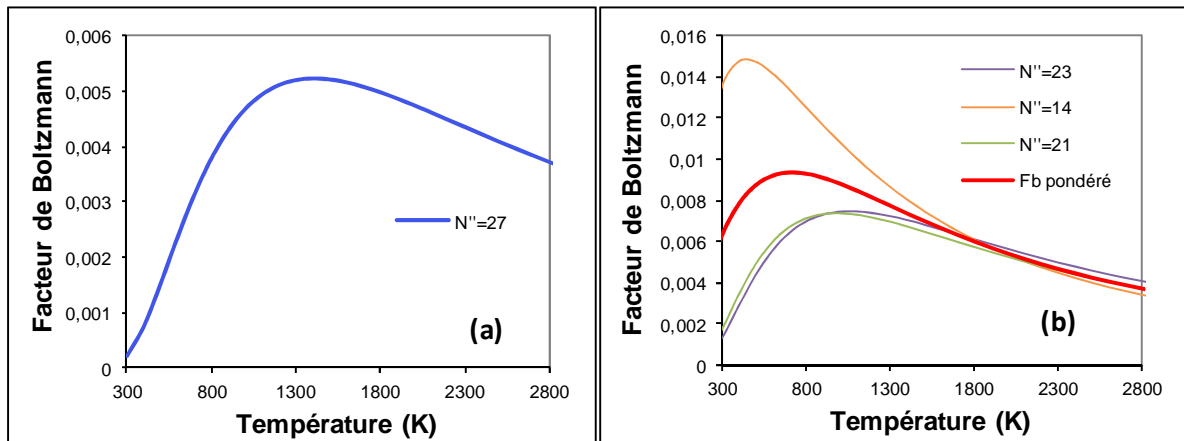 0,006
0,005
0,004
0,003
0,002
0,001
0
Facteur de Boltzmann
N''=27
(a)
300 800 1300 1800 2300 2800
Température (K)
0,016
0,014
0,012
0,01
0,008
0,006
0,004
0,002
0
Facteur de Boltzmann
N''=23
N''=14
N''=21
Fb pondéré
(b)
300 800 1300 1800 2300 2800
Température (K)